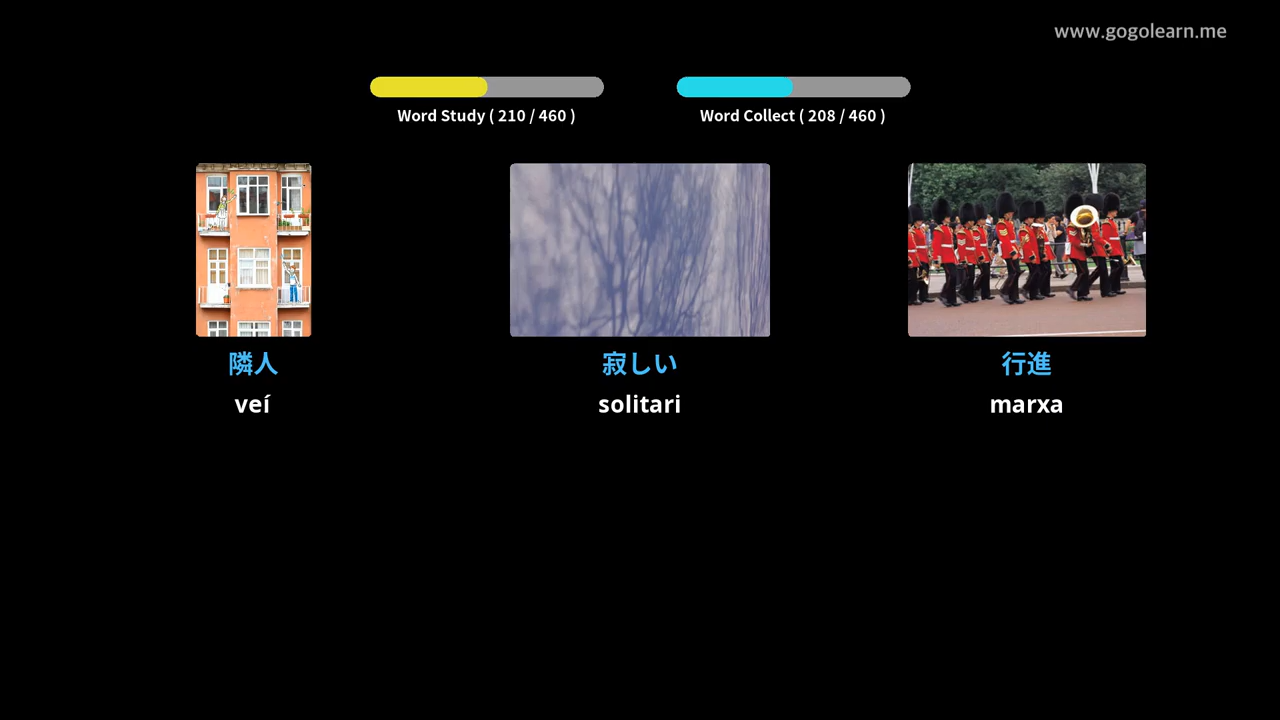 www.gogolearn.me
Word Study ( 210 / 460 )
Word Collect ( 208 / 460 )
隣人
寂しい
行進
veí
solitari
marxa